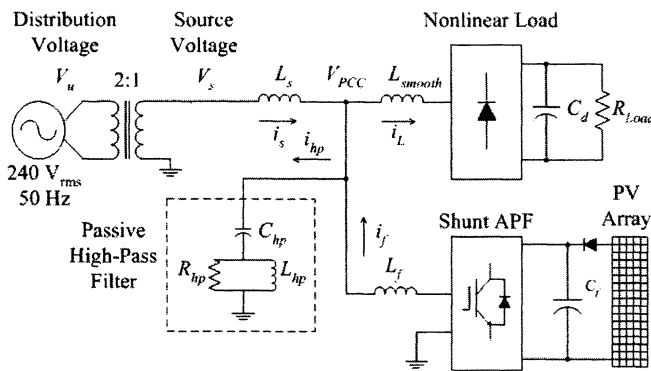 Distribution
Voltage
Source
Voltage
Nonlinear Load
V_u
2:1
V_s
L_s
V_PCC
L_smooth
i_s
i_hp
i_L
C_d
R_Load
240 V_rms
50 Hz
Passive
High-Pass
Filter
C_hp
R_hp
L_hp
i_f
L_f
Shunt APF
PV
Array
C_f